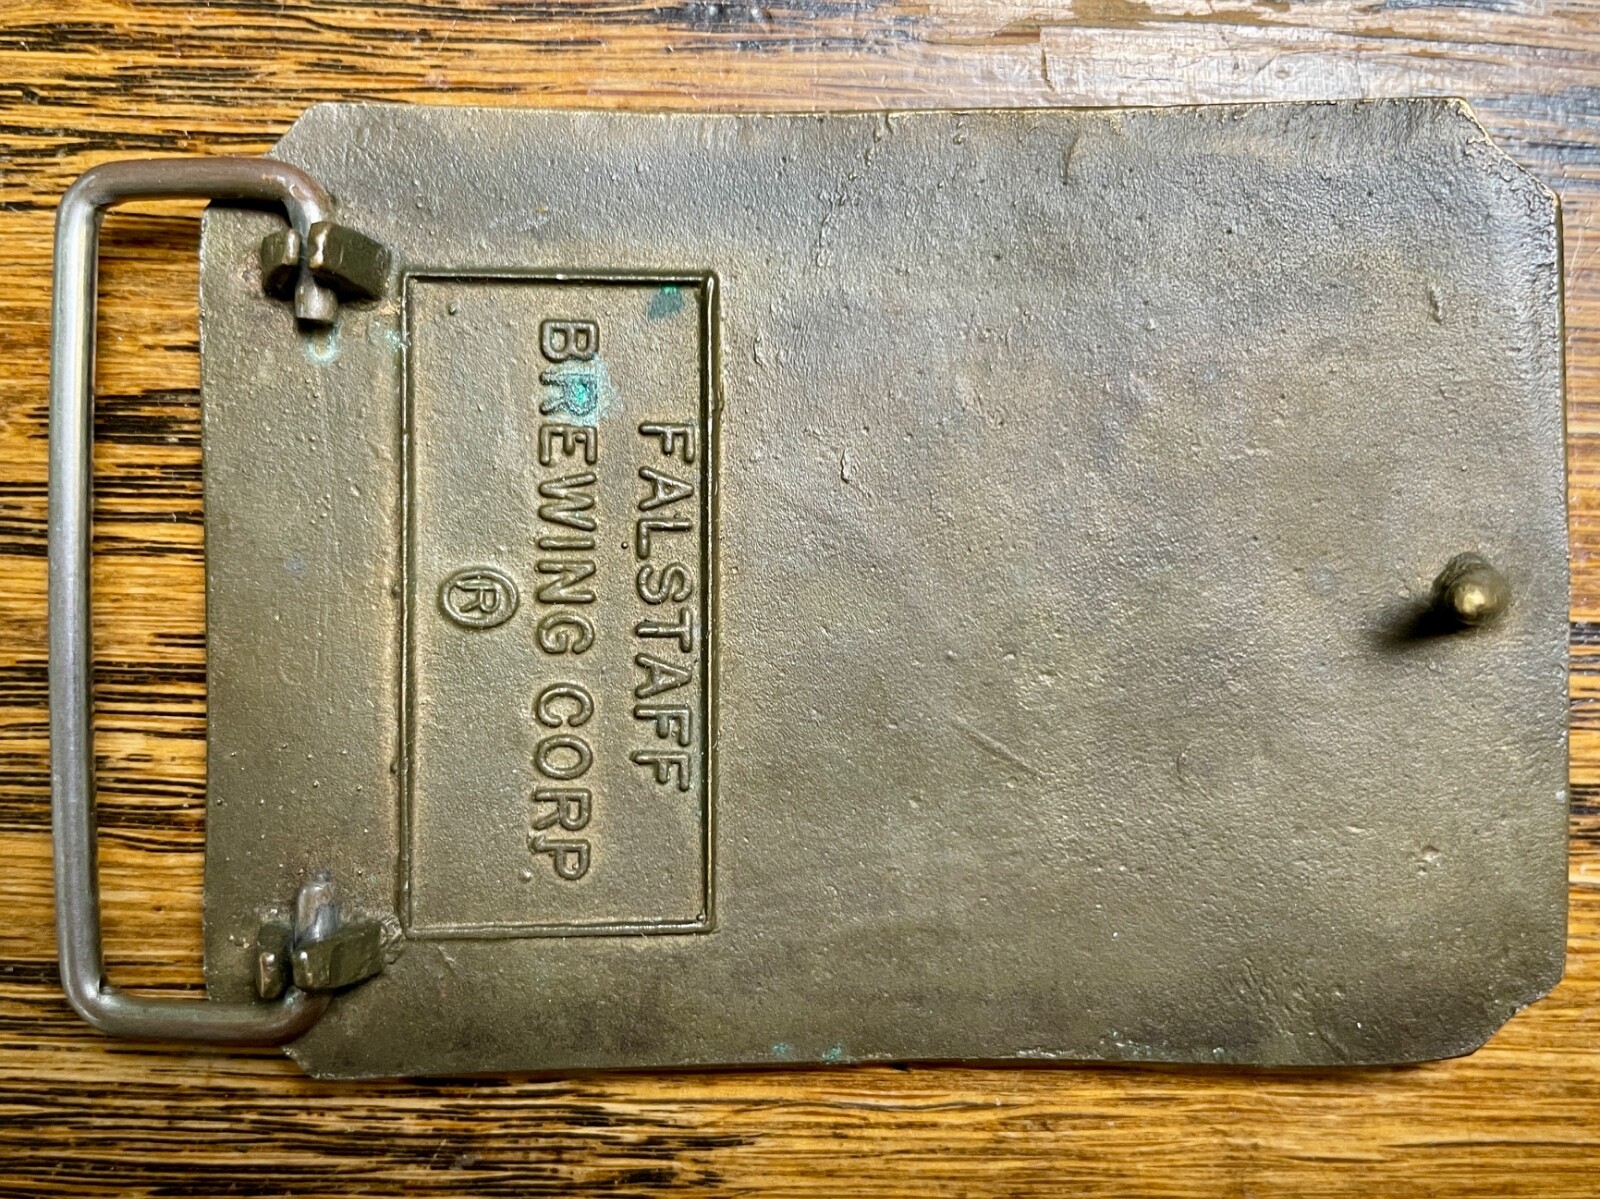 FALSTAFF
BREWING CORP.
®